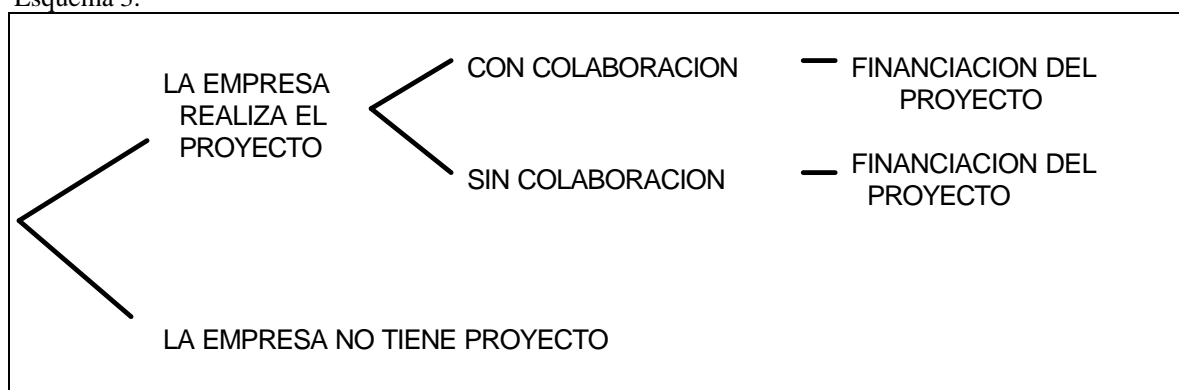 Esquema 3.
LA EMPRESA
REALIZA EL
PROYECTO
CON COLABORACION
FINANCIACION DEL
PROYECTO
SIN COLABORACION
FINANCIACION DEL
PROYECTO
LA EMPRESA NO TIENE PROYECTO